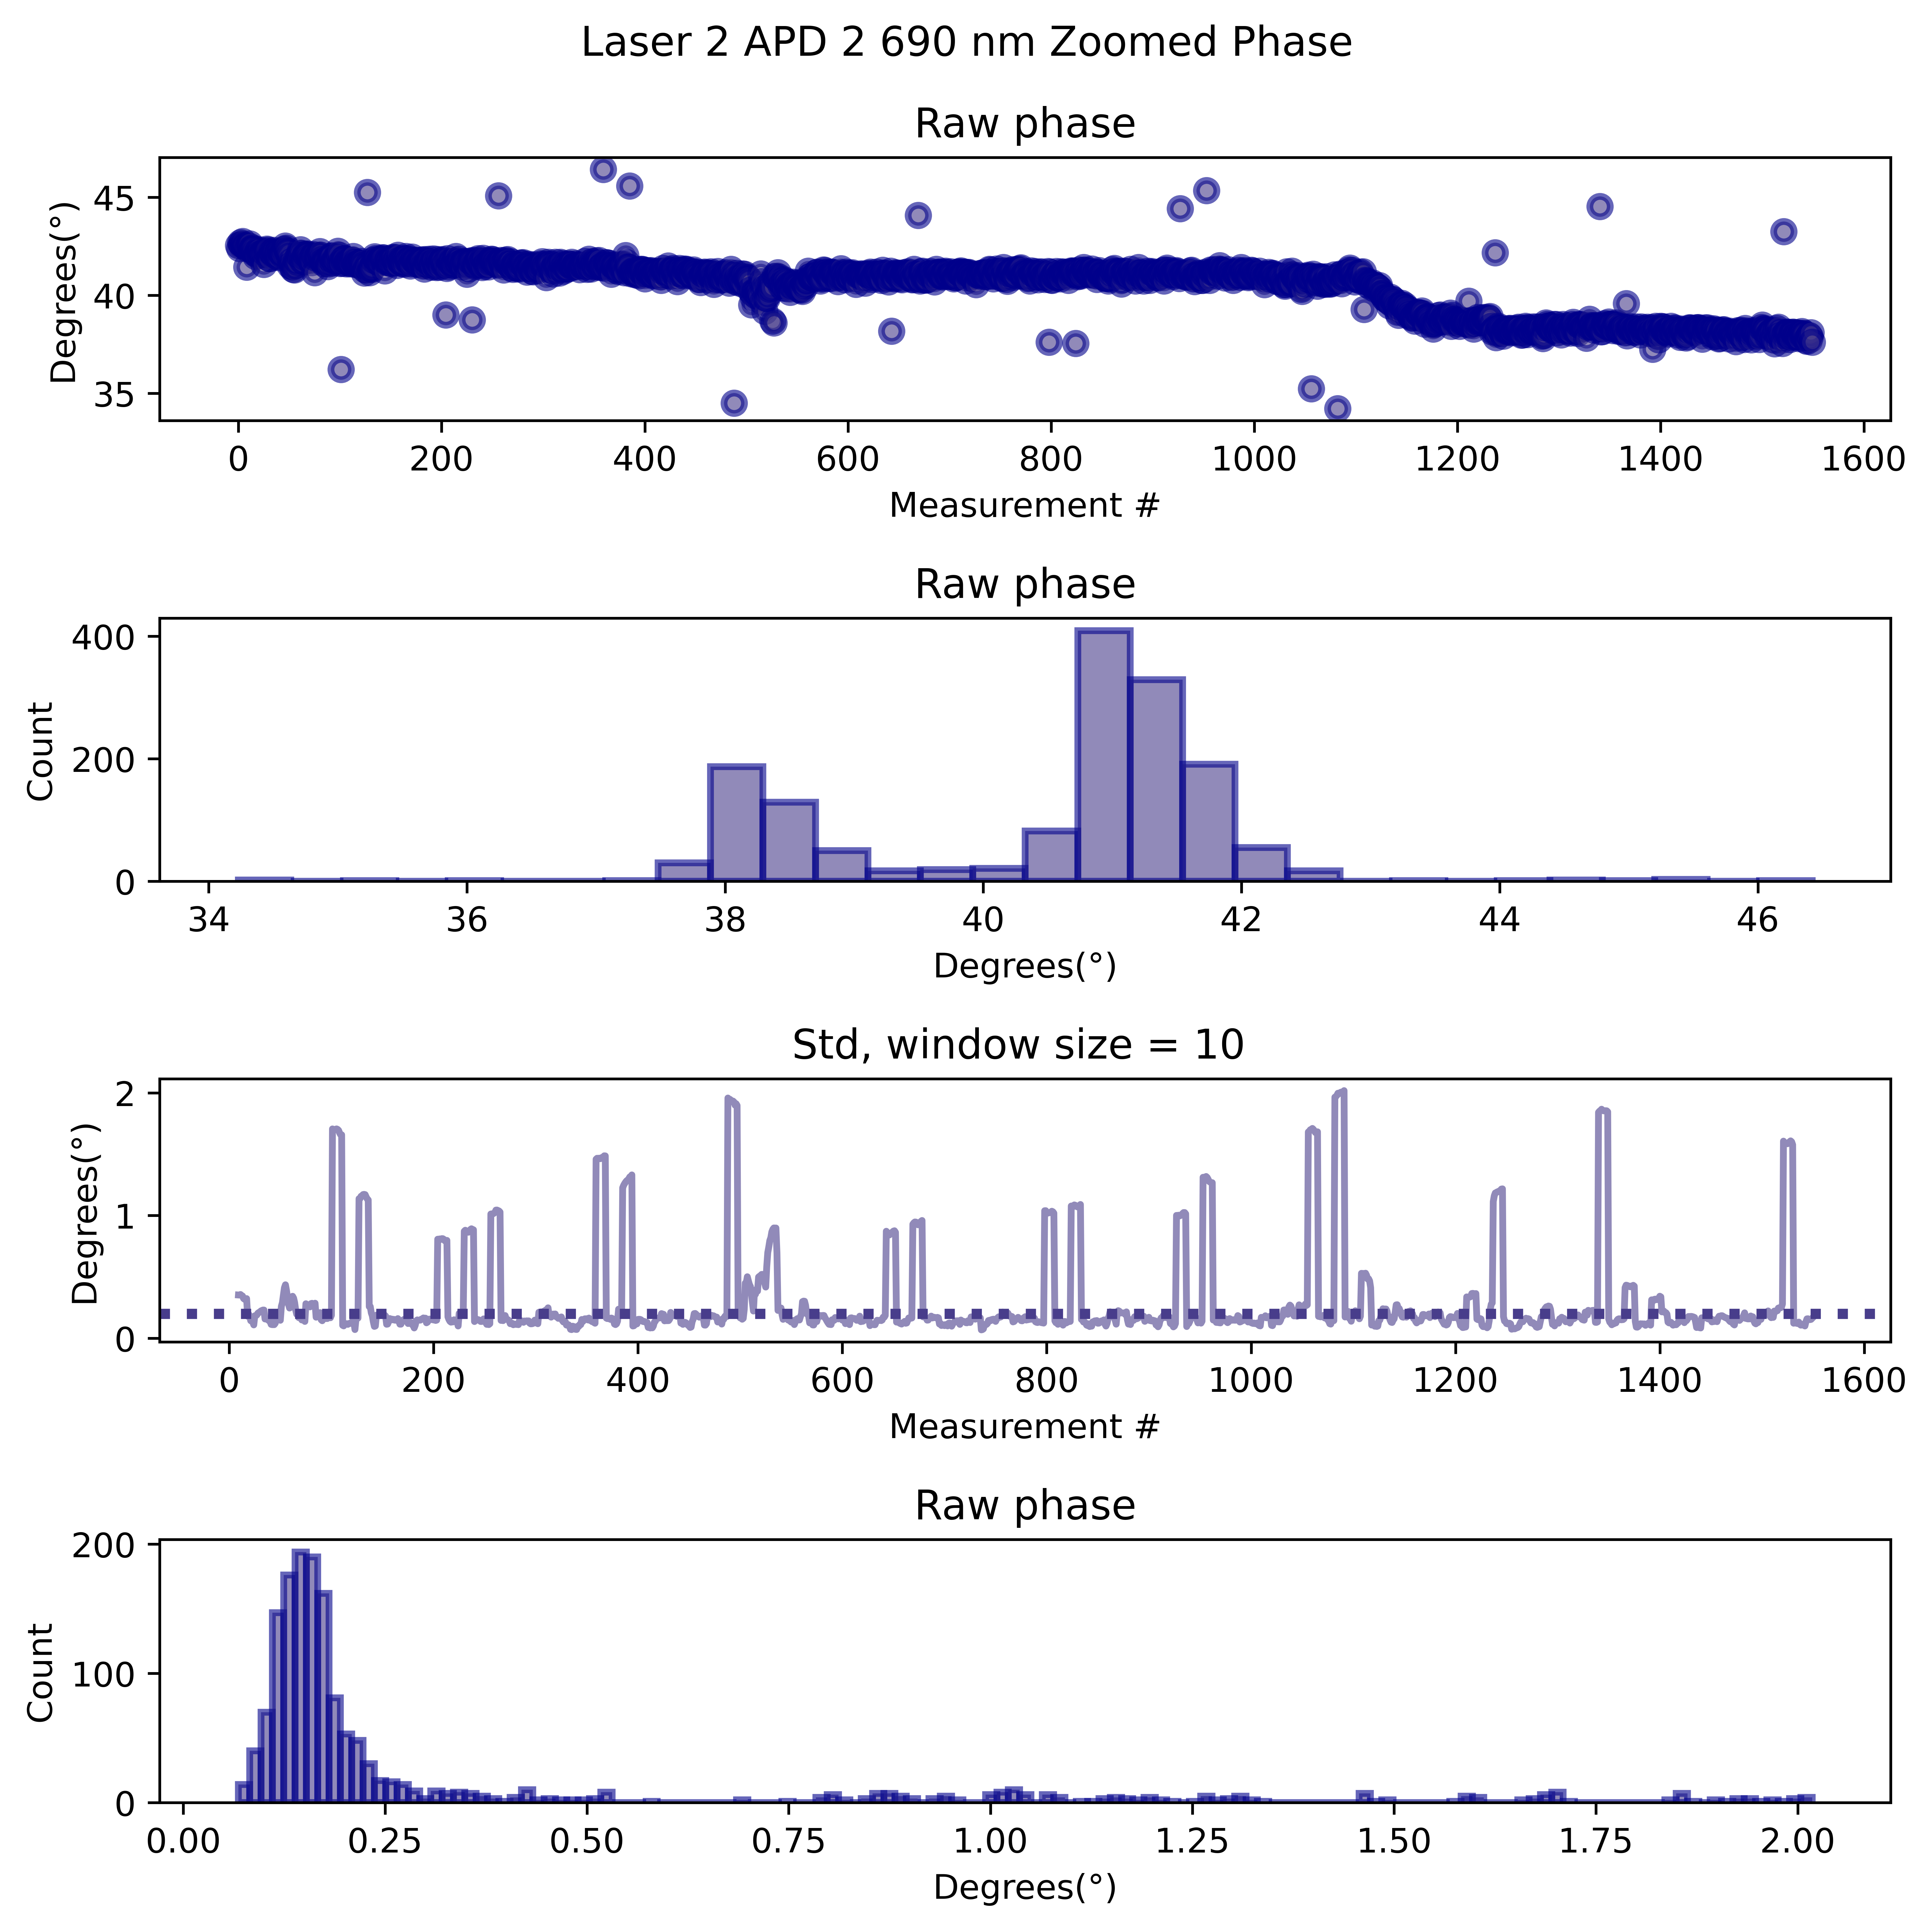 Laser 2 APD 2 690 nm Zoomed Phase
Raw phase
Degrees(°)
45
40
35
0 200 400 600 800 1000 1200 1400 1600
Measurement #
Raw phase
Count
400
200
0
34 36 38 40 42 44 46
Degrees(°)
Std, window size = 10
Degrees(°)
2
1
0
0 200 400 600 800 1000 1200 1400 1600
Measurement #
Raw phase
Count
200
100
0
0.00 0.25 0.50 0.75 1.00 1.25 1.50 1.75 2.00
Degrees(°)